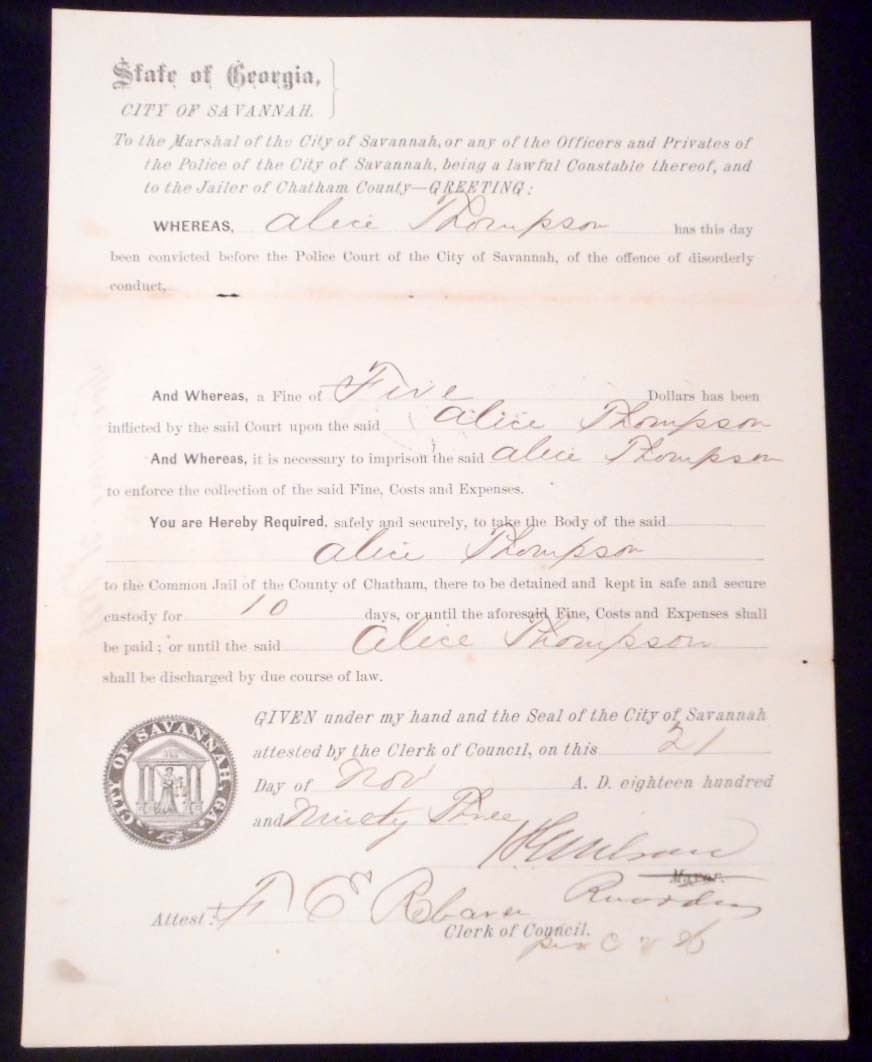 State of Georgia,
CITY OF SAVANNAH.
To the Marshal of the City of Savannah, or any of the Officers and Privates of
the Police of the City of Savannah, being a lawful Constable thereof, and
to the Jailer of Chatham County—GREETING:
WHEREAS, Alice Thompson has this day
been convicted before the Police Court of the City of Savannah, of the offence of disorderly
conduct,
And Whereas, a Fine of Five Dollars has been
inflicted by the said Court upon the said Alice Thompson
And Whereas, it is necessary to imprison the said Alice Thompson
to enforce the collection of the said Fine, Costs and Expenses.
You are Hereby Required, safely and securely, to take the Body of the said
Alice Thompson
to the Common Jail of the County of Chatham, there to be detained and kept in safe and secure
custody for 10 days, or until the aforesaid Fine, Costs and Expenses shall
be paid; or until the said Alice Thompson
shall be discharged by due course of law.
GIVEN under my hand and the Seal of the City of Savannah
attested by the Clerk of Council, on this 21
Day of Nov A. D. eighteen hundred
and Ninety Three
CITY OF SAVANNAH, GA.
Mayor.
Recorder
Attest: F E Rebarer
Clerk of Council.
per